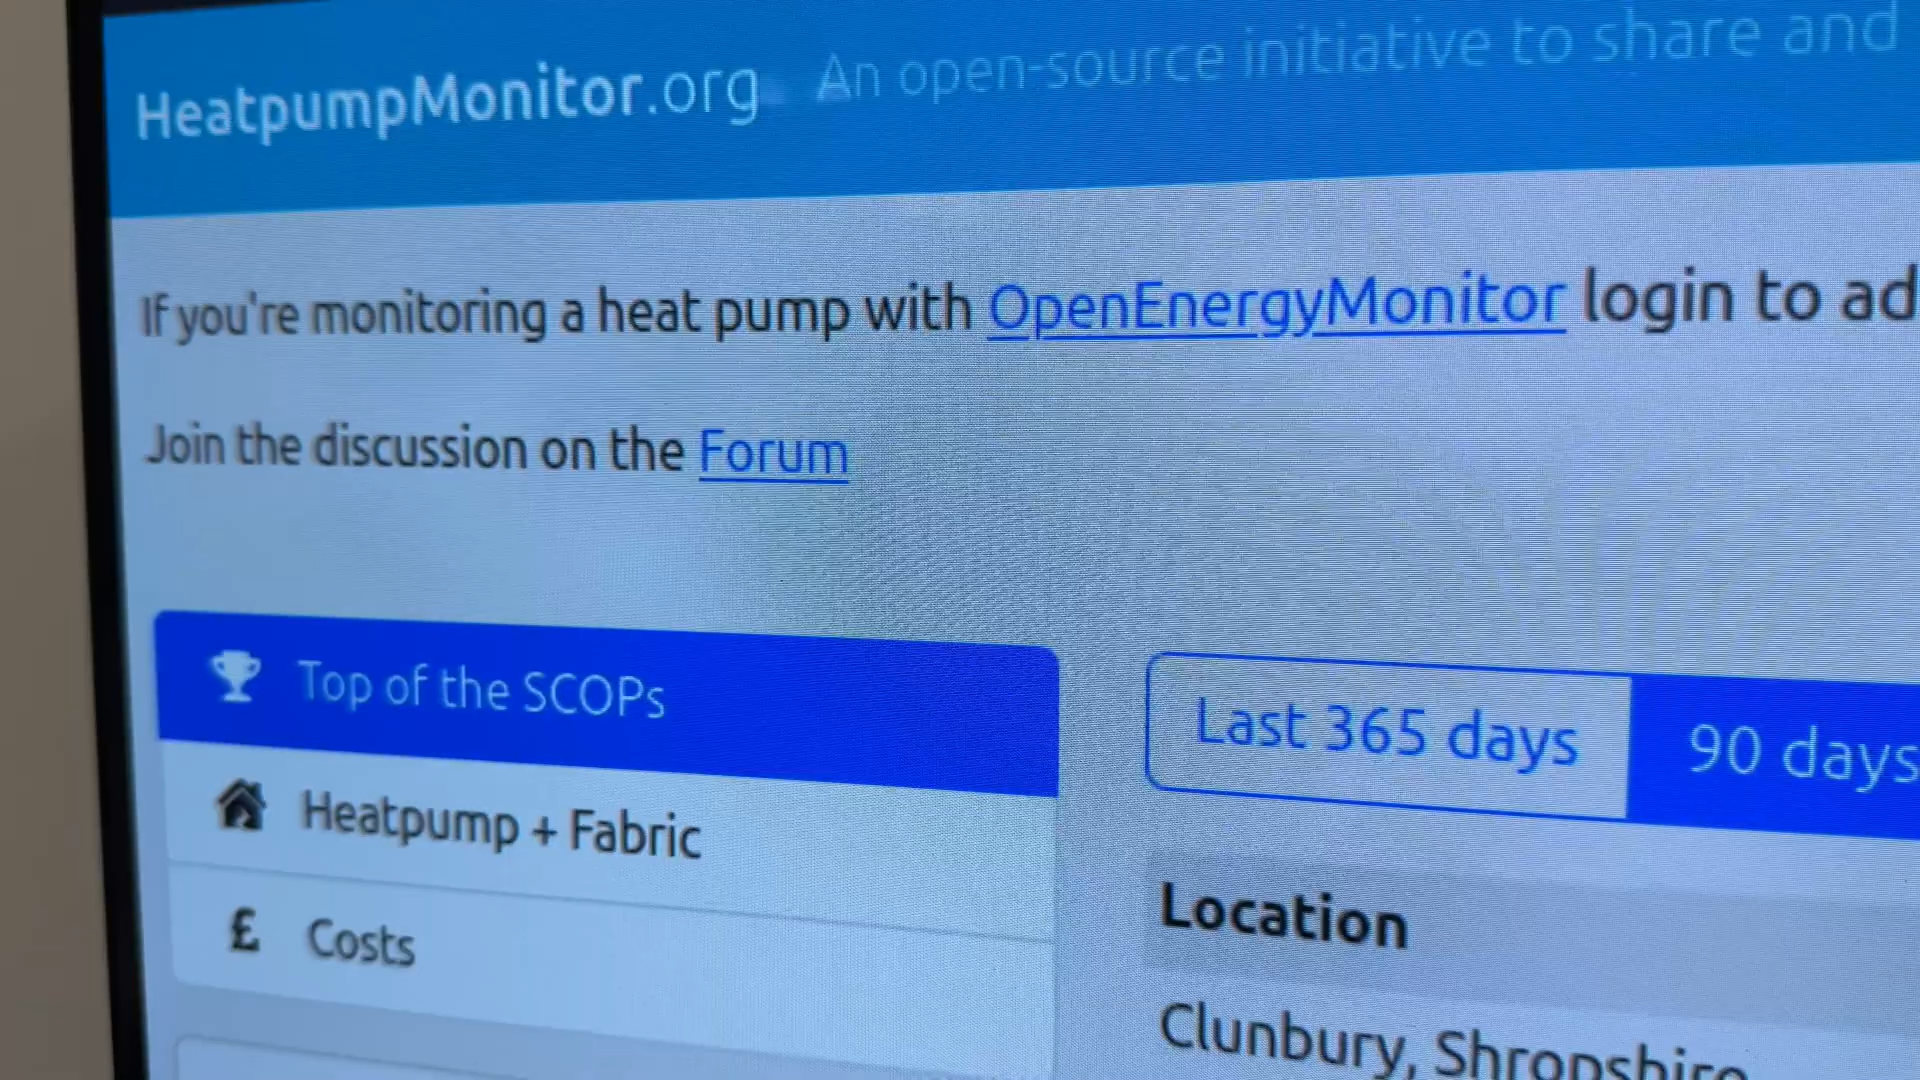 HeatpumpMonitor.org An open-source initiative to share and
If you're monitoring a heat pump with OpenEnergyMonitor login to ad
Join the discussion on the Forum
Top of the SCOPs
Heatpump + Fabric
£ Costs
Last 365 days 90 days
Location
Clunbury, Shropshire